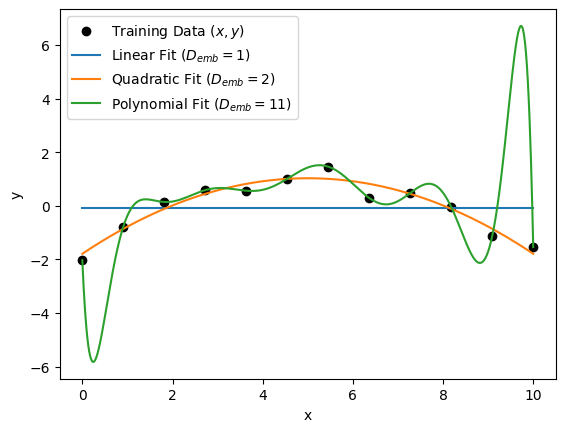 Training Data (x, y)
Linear Fit (D_emb = 1)
Quadratic Fit (D_emb = 2)
Polynomial Fit (D_emb = 11)
6
4
2
0
−2
−4
−6
y
0 2 4 6 8 10
x